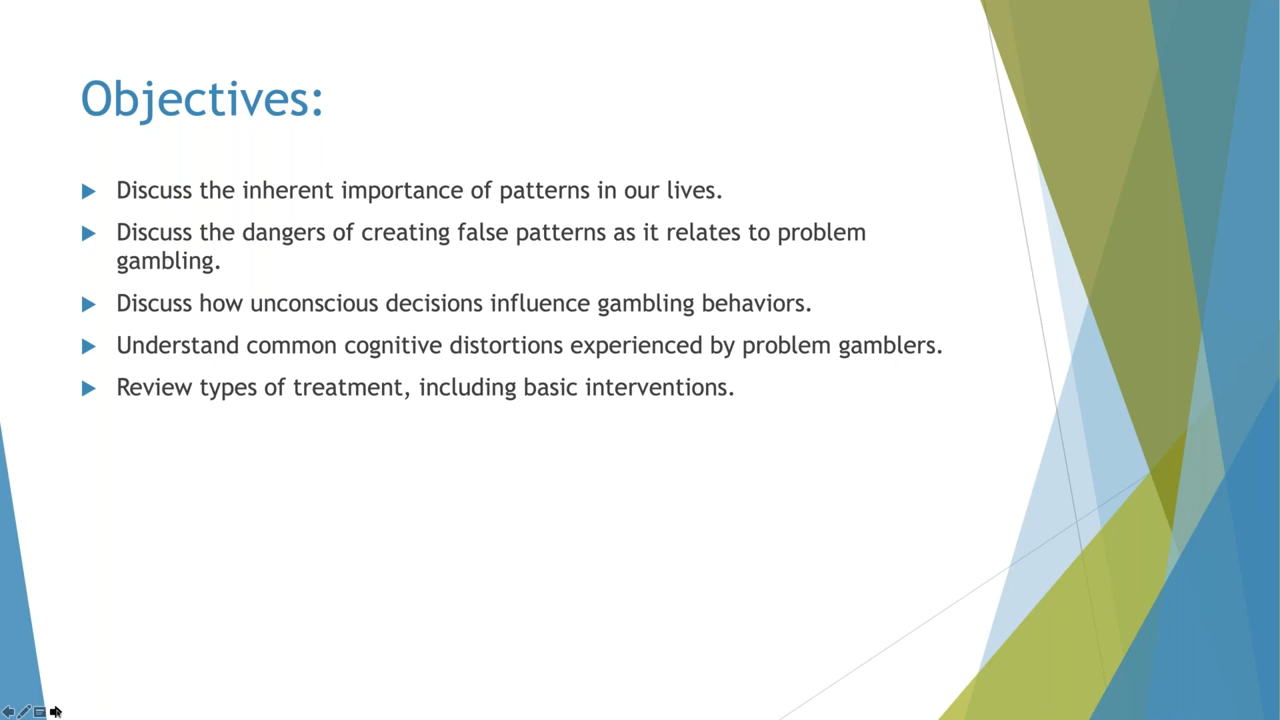 Objectives:
Discuss the inherent importance of patterns in our lives.
Discuss the dangers of creating false patterns as it relates to problem
gambling.
Discuss how unconscious decisions influence gambling behaviors.
Understand common cognitive distortions experienced by problem gamblers.
Review types of treatment, including basic interventions.